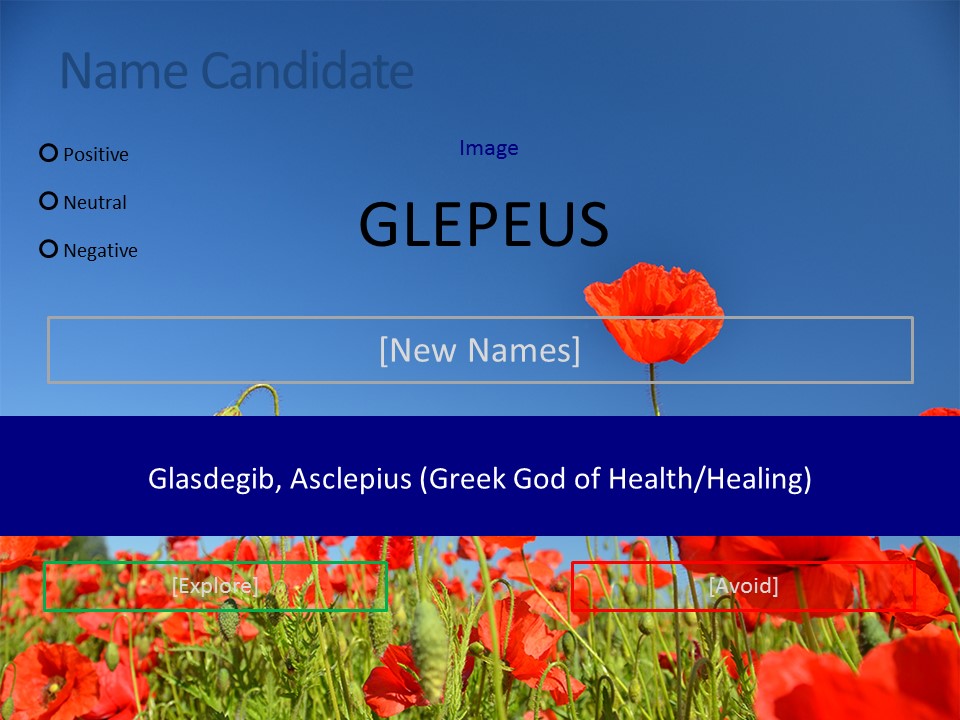 Name Candidate
Image
Positive
Neutral
Negative
GLEPEUS
[New Names]
Glasdegib, Asclepius (Greek God of Health/Healing)
[Explore]
[Avoid]